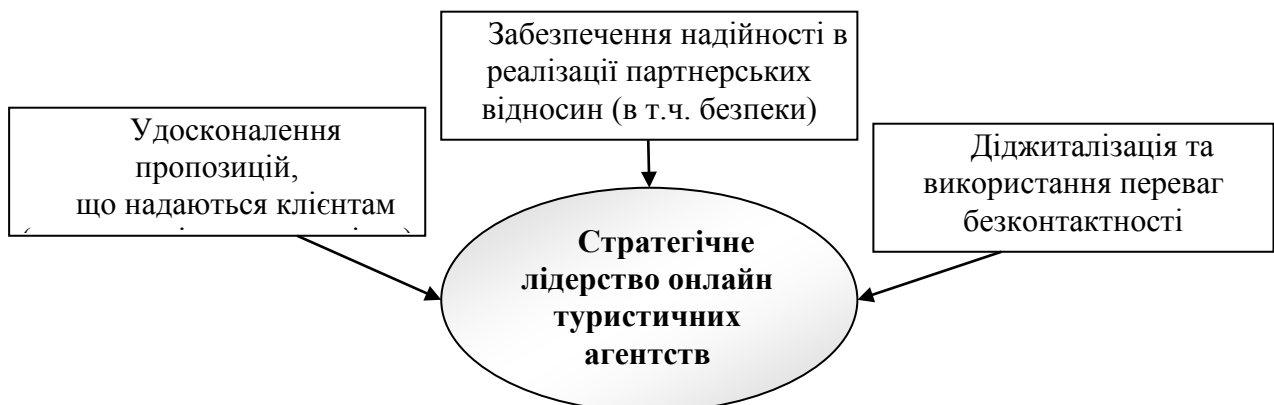 Забезпечення надійності в
реалізації партнерських
відносин (в т.ч. безпеки)
Удосконалення
пропозицій,
що надаються клієнтам
Діджиталізація та
використання переваг
безконтактності
Стратегічне
лідерство онлайн
туристичних
агентств